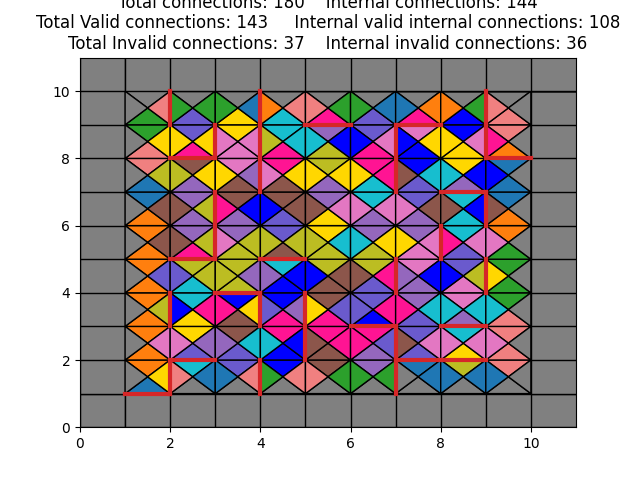 Total connections: 180    Internal connections: 144
Total Valid connections: 143     Internal valid internal connections: 108
Total Invalid connections: 37    Internal invalid connections: 36
10
8
6
4
2
0
0 2 4 6 8 10